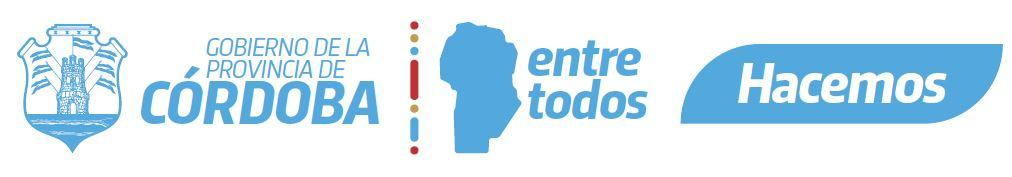 GOBIERNO DE LA
PROVINCIA DE
CÓRDOBA
entre
todos
Hacemos